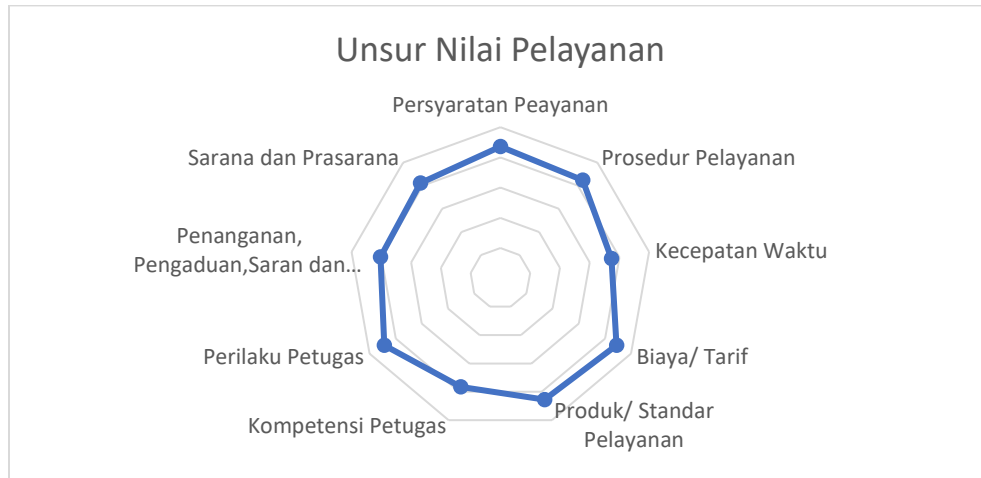 Unsur Nilai Pelayanan
Persyaratan Peayanan
Prosedur Pelayanan
Kecepatan Waktu
Biaya/ Tarif
Produk/ Standar
Pelayanan
Kompetensi Petugas
Perilaku Petugas
Penanganan,
Pengaduan,Saran dan...
Sarana dan Prasarana